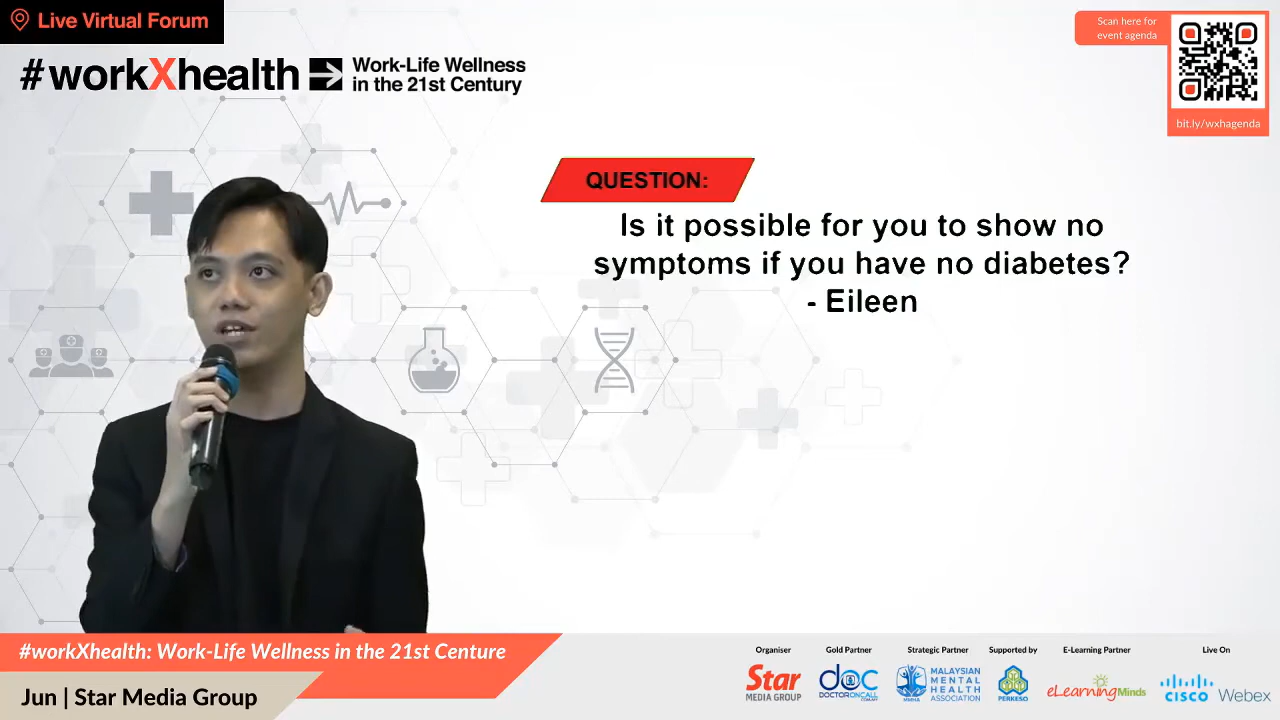 Live Virtual Forum
Scan here for
event agenda
#workXhealth
Work-Life Wellness
in the 21st Century
bit.ly/wxhagenda
QUESTION:
Is it possible for you to show no
symptoms if you have no diabetes?
- Eileen
#workXhealth: Work-Life Wellness in the 21st Centure
Jun | Star Media Group
Organiser
Gold Partner
Strategic Partner
Supported by
E-Learning Partner
Live On
Star
MEDIA GROUP
doc
DOCTORONCALL
MALAYSIAN
MENTAL
HEALTH
ASSOCIATION
PERKESO
eLearningMinds
CISCO
Webex